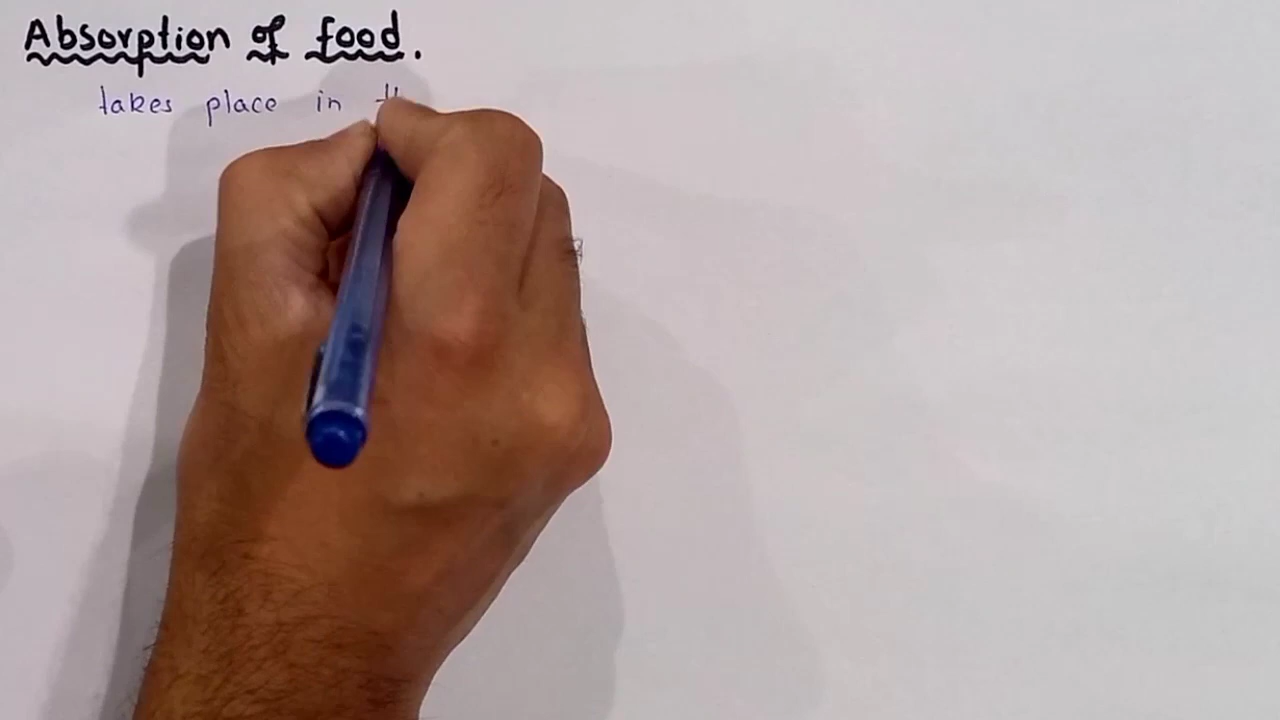 Absorption of food.
takes place in